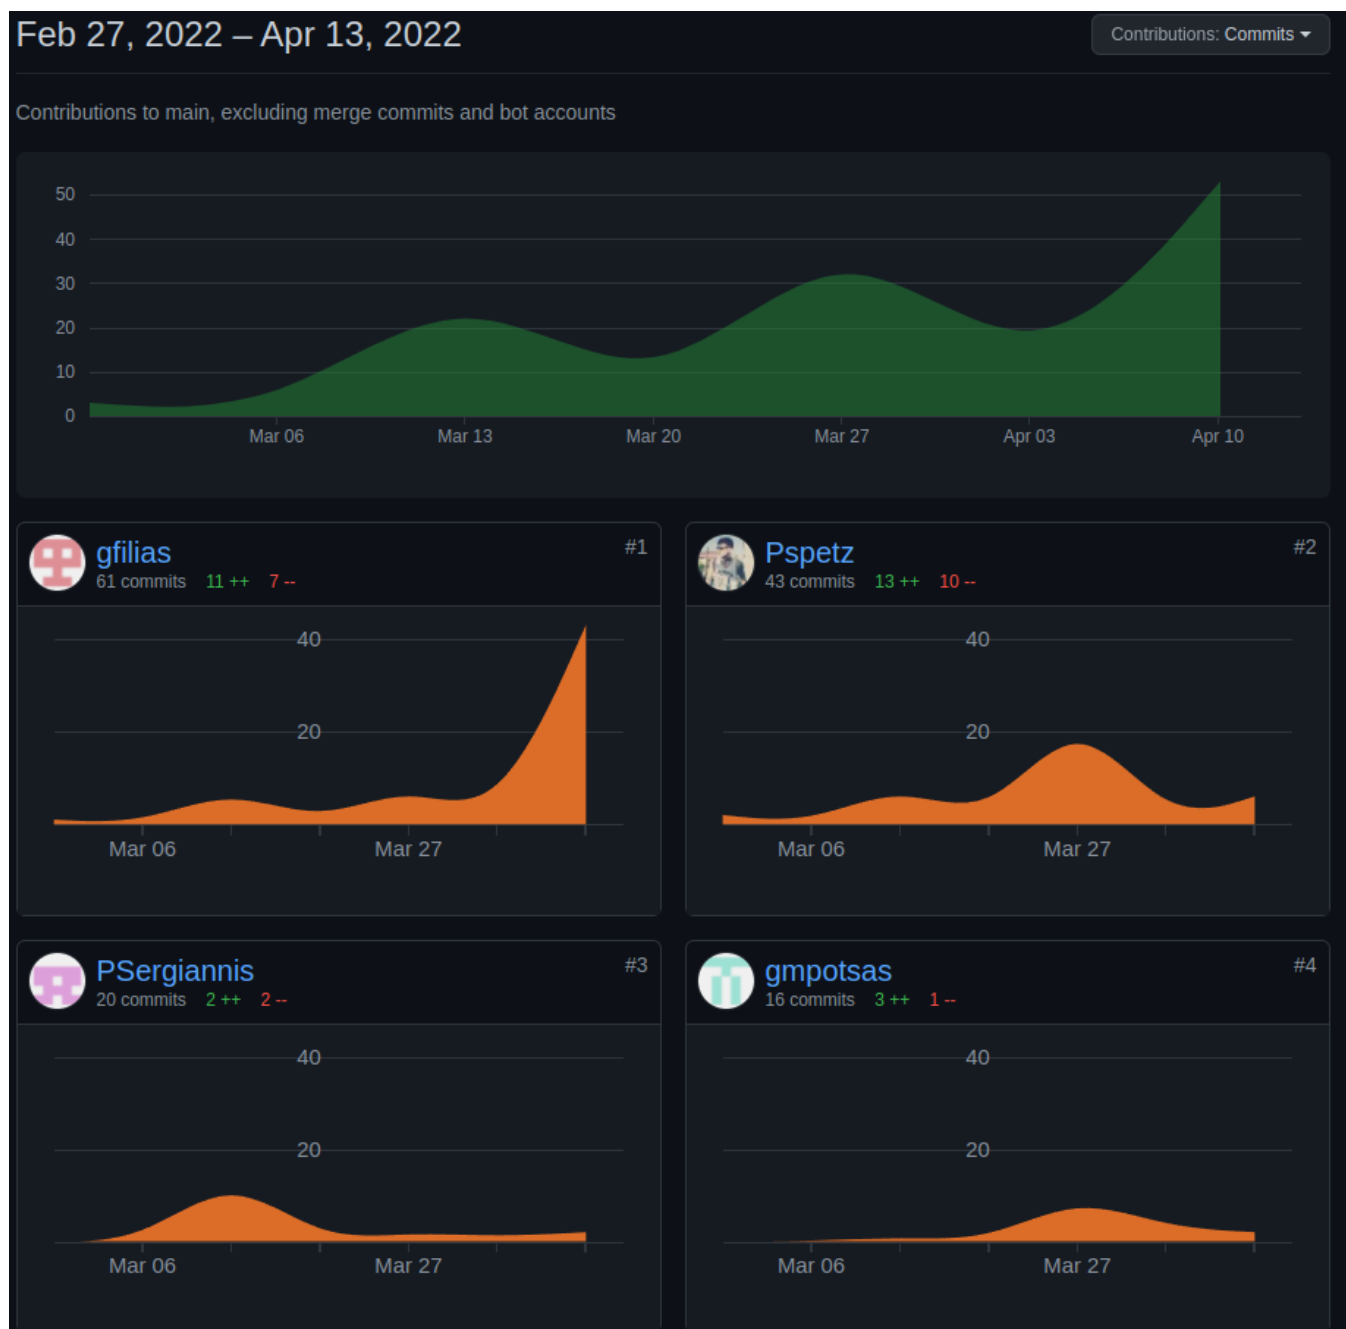 Feb 27, 2022 – Apr 13, 2022
Contributions: Commits
Contributions to main, excluding merge commits and bot accounts
50
40
30
20
10
0
Mar 06 Mar 13 Mar 20 Mar 27 Apr 03 Apr 10
gfilias #1
61 commits 11 ++ 7 --
40
20
Mar 06 Mar 27
Pspetz #2
43 commits 13 ++ 10 --
40
20
Mar 06 Mar 27
PSergiannis #3
20 commits 2 ++ 2 --
40
20
Mar 06 Mar 27
gmpotsas #4
16 commits 3 ++ 1 --
40
20
Mar 06 Mar 27